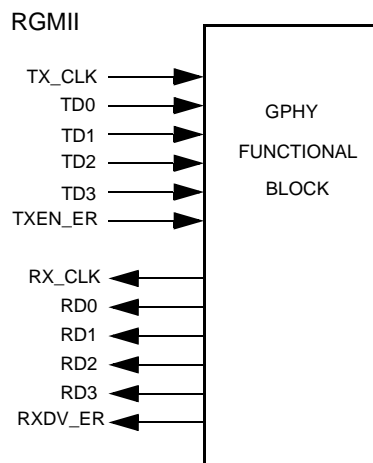 RGMII
TX_CLK
TD0
TD1
TD2
TD3
TXEN_ER
RX_CLK
RD0
RD1
RD2
RD3
RXDV_ER
GPHY
FUNCTIONAL
BLOCK